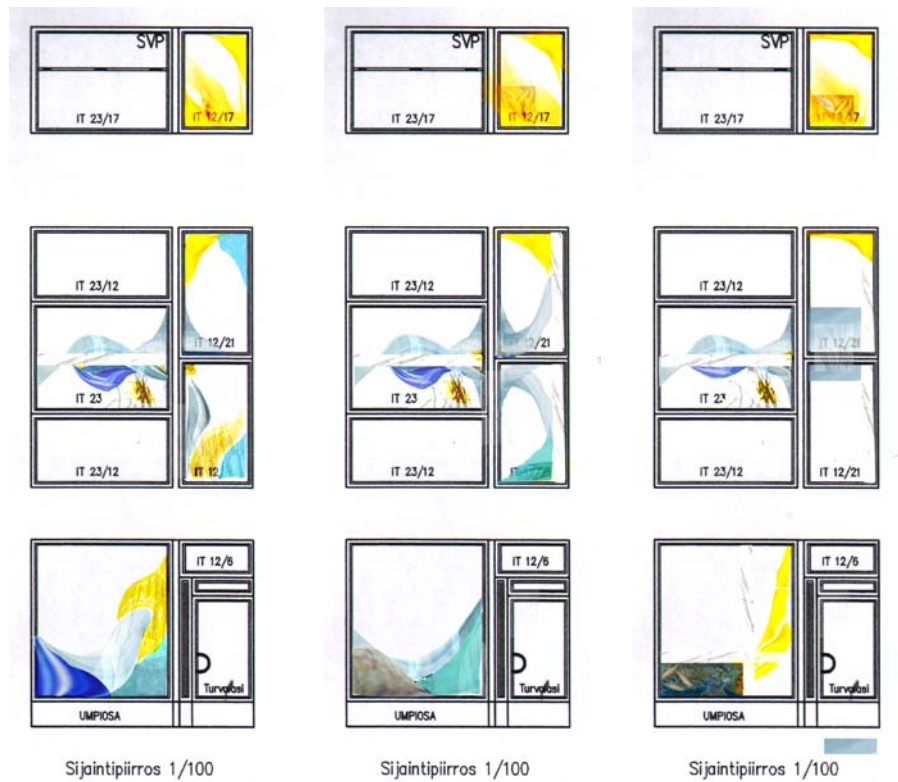 SVP SVP SVP
IT 23/17 IT 12/17 IT 23/17 IT 12/17 IT 23/17 IT 12/17
IT 23/12 IT 23/12 IT 23/12
IT 12/21 IT 12/21 IT 12/21
IT 23 IT 23 IT 23
IT 23/12 IT 12 IT 23/12 IT 23/12 IT 12/21
IT 12/6 IT 12/6 IT 12/6
Turvalasi Turvalasi Turvalasi
UMPIOSA UMPIOSA UMPIOSA
Sijaintipiirros 1/100 Sijaintipiirros 1/100 Sijaintipiirros 1/100